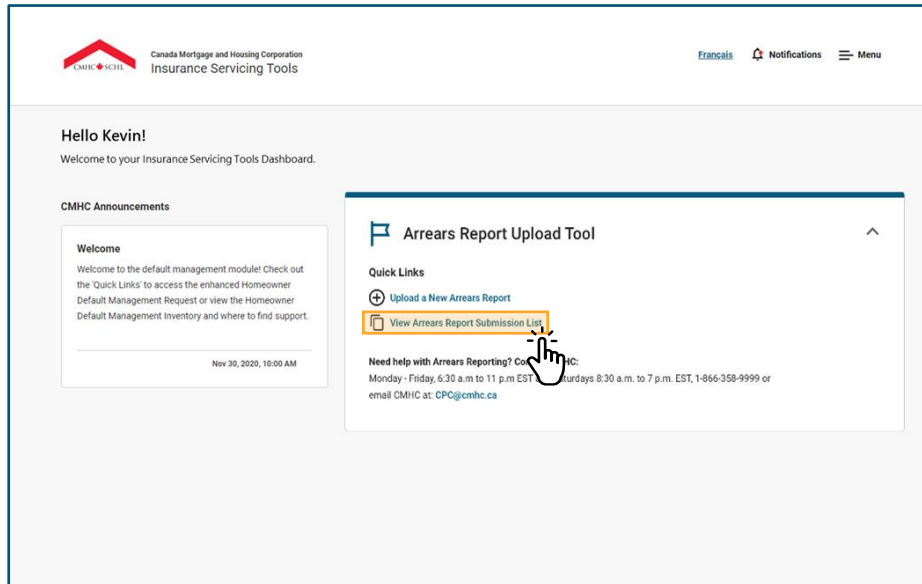 CMHC SCHL
Canada Mortgage and Housing Corporation
Insurance Servicing Tools
Français
Notifications
Menu
Hello Kevin!
Welcome to your Insurance Servicing Tools Dashboard.
CMHC Announcements
Welcome
Welcome to the default management module! Check out
the 'Quick Links' to access the enhanced Homeowner
Default Management Request or view the Homeowner
Default Management Inventory and where to find support.
Nov 30, 2020, 10:00 AM
Arrears Report Upload Tool
Quick Links
Upload a New Arrears Report
View Arrears Report Submission List
Need help with Arrears Reporting? HC:
Monday - Friday, 6:30 a.m to 11 p.m EST turdays 8:30 a.m. to 7 p.m. EST, 1-866-358-9999 or
email CMHC at: CPC@cmhc.ca